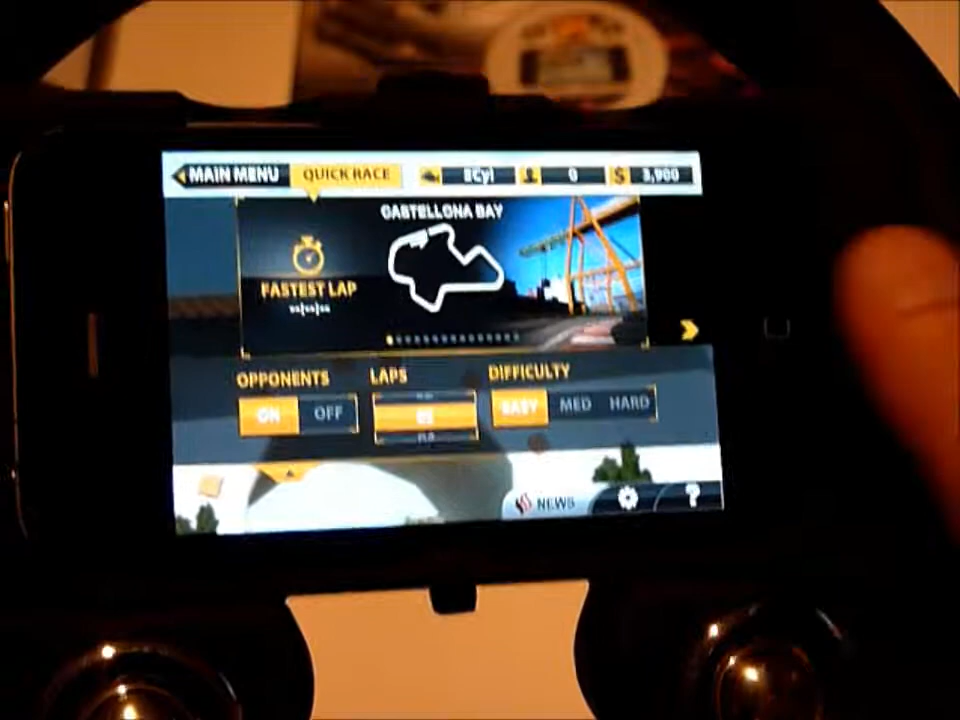 MAIN MENU QUICK RACE 0 $ 3,900
CASTELLONA BAY
FASTEST LAP
OPPONENTS LAPS DIFFICULTY
ON OFF EASY MED HARD
NEWS ?